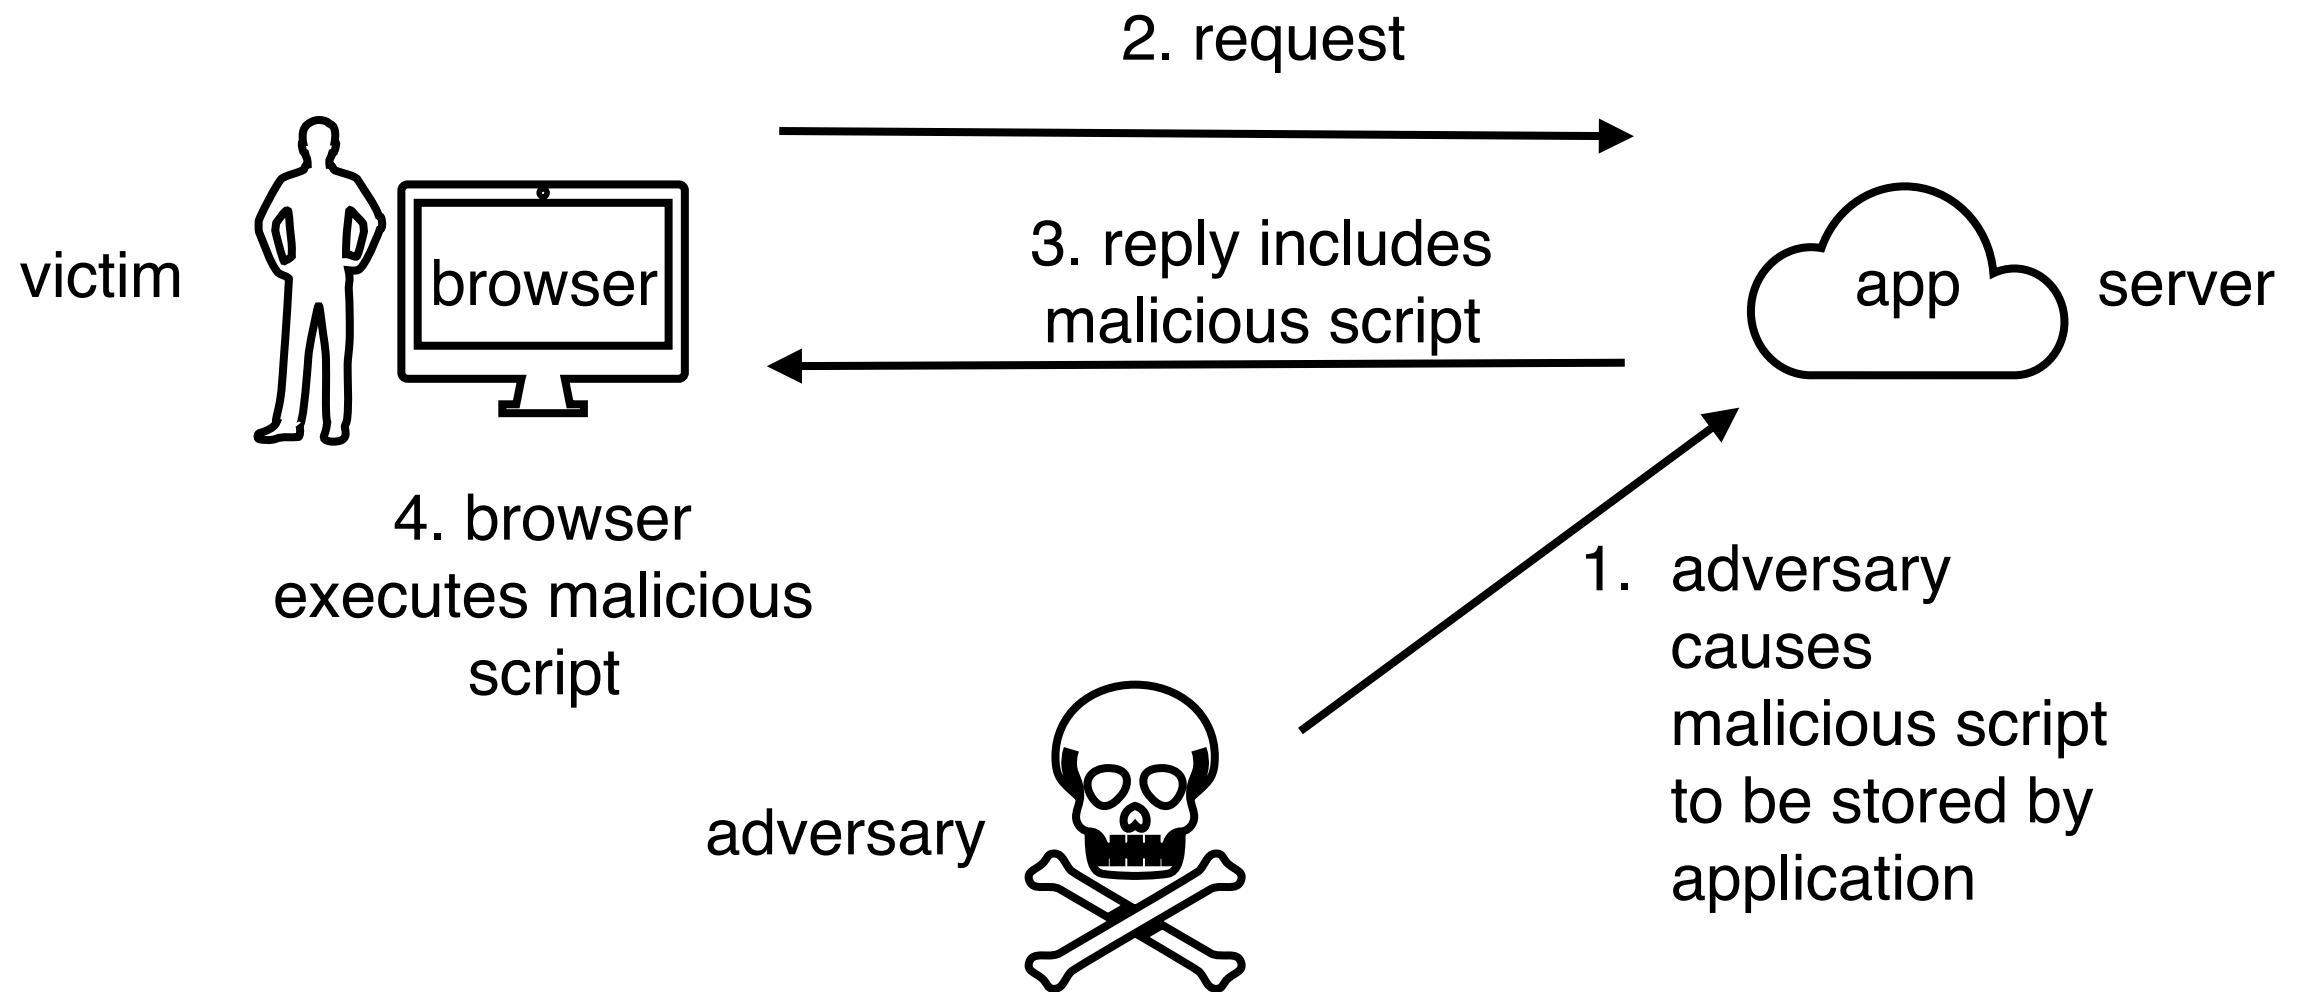 2. request
victim
browser
3. reply includes
malicious script
app
server
4. browser
executes malicious
script
1. adversary
causes
malicious script
to be stored by
application
adversary